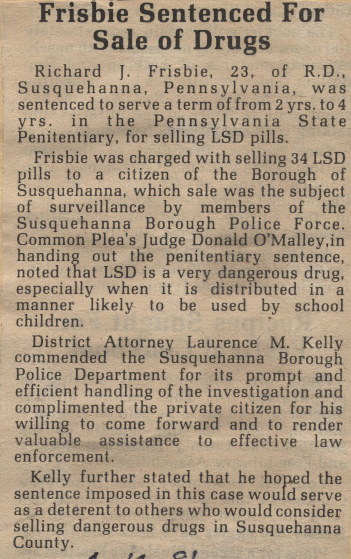 Frisbie Sentenced For
Sale of Drugs
Richard J. Frisbie, 23, of R.D.,
Susquehanna, Pennsylvania, was
sentenced to serve a term of from 2 yrs. to 4
yrs. in the Pennsylvania State
Penitentiary, for selling LSD pills.
Frisbie was charged with selling 34 LSD
pills to a citizen of the Borough of
Susquehanna, which sale was the subject
of surveillance by members of the
Susquehanna Borough Police Force.
Common Plea's Judge Donald O'Malley,in
handing out the penitentiary sentence,
noted that LSD is a very dangerous drug,
especially when it is distributed in a
manner likely to be used by school
children.
District Attorney Laurence M. Kelly
commended the Susquehanna Borough
Police Department for its prompt and
efficient handling of the investigation and
complimented the private citizen for his
willing to come forward and to render
valuable assistance to effective law
enforcement.
Kelly further stated that he hoped the
sentence imposed in this case would serve
as a deterent to others who would consider
selling dangerous drugs in Susquehanna
County.